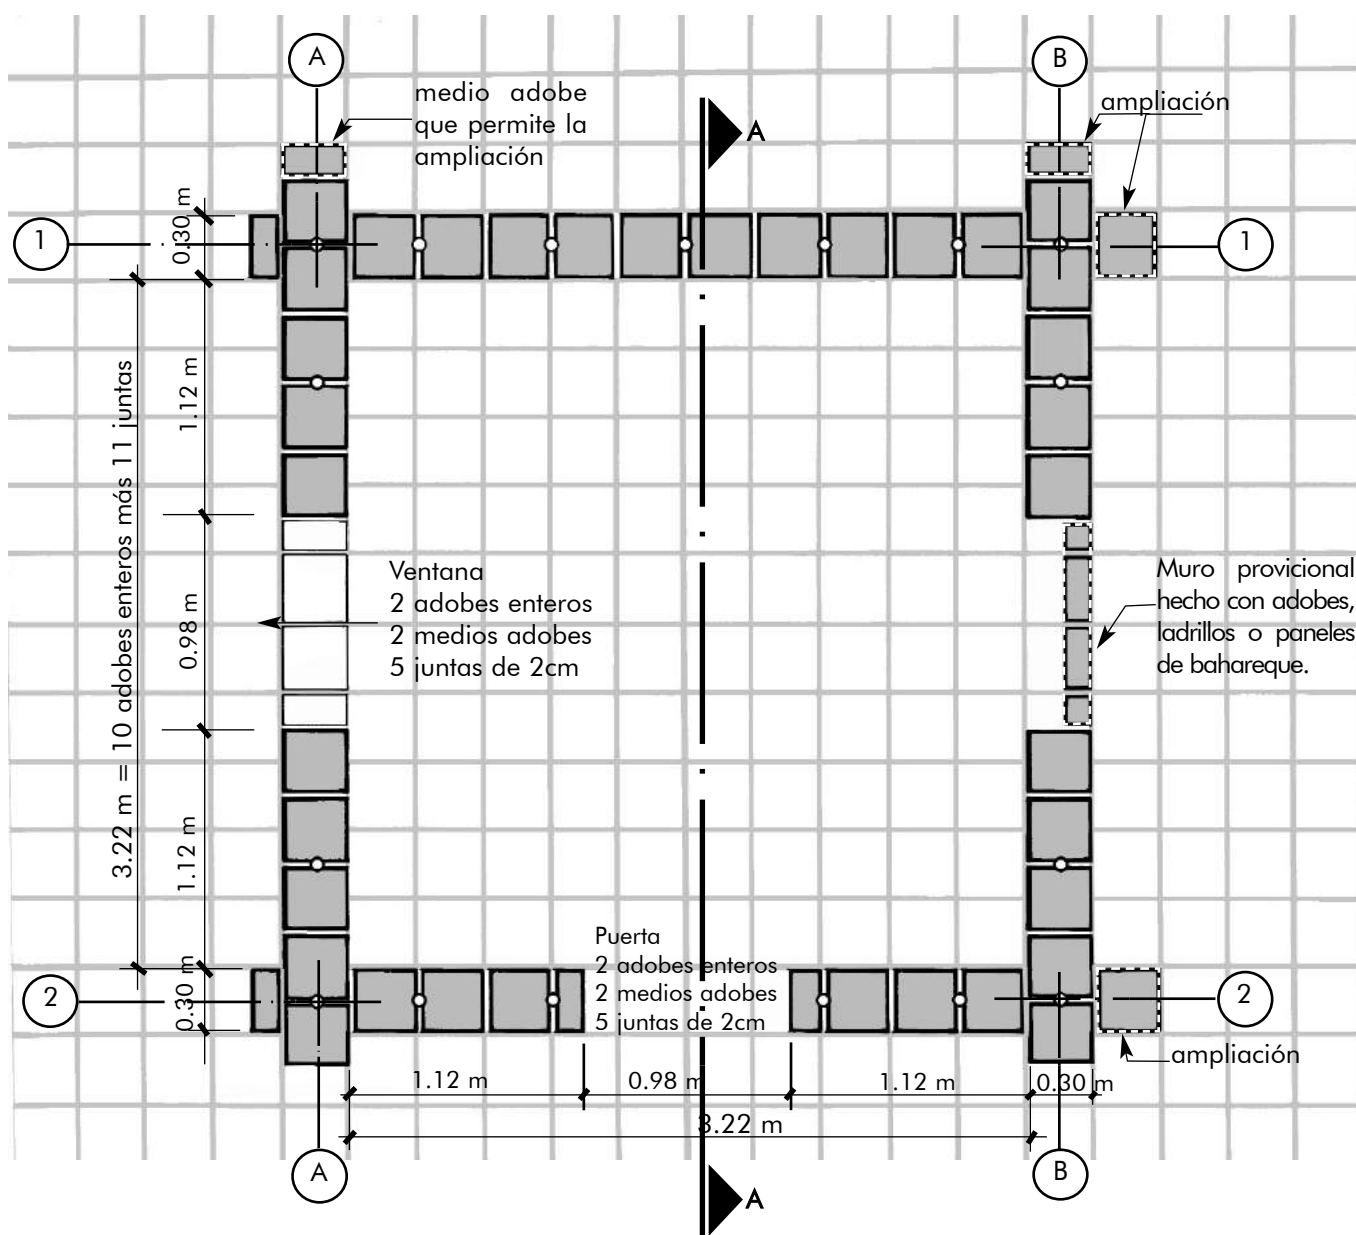 A
B
medio adobe
que permite la
ampliación
A
ampliación
1
0.30 m
1
3.22 m = 10 adobes enteros más 11 juntas
1.12 m
Ventana
2 adobes enteros
2 medios adobes
5 juntas de 2cm
0.98 m
Muro provicional
hecho con adobes,
ladrillos o paneles
de bahareque.
1.12 m
Puerta
2 adobes enteros
2 medios adobes
5 juntas de 2cm
2
0.30 m
2
ampliación
1.12 m
0.98 m
1.12 m
0.30 m
3.22 m
A
B
A